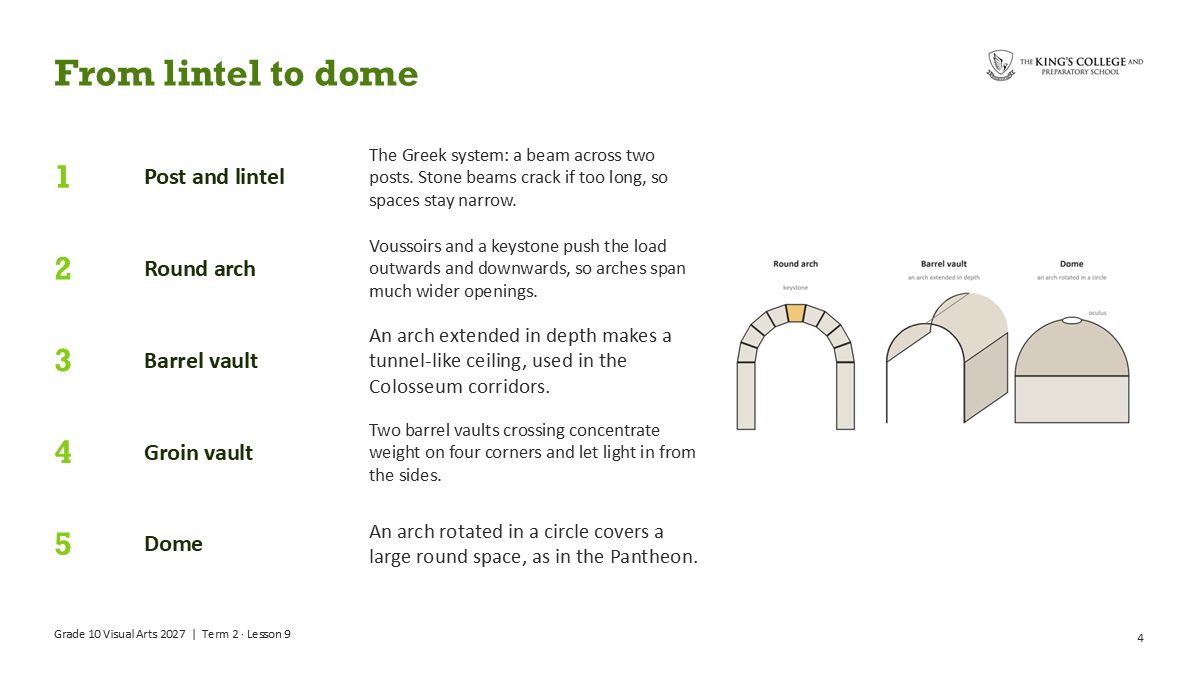 From lintel to dome
THE KING'S COLLEGE AND
PREPARATORY SCHOOL
1
Post and lintel
The Greek system: a beam across two
posts. Stone beams crack if too long, so
spaces stay narrow.
2
Round arch
Voussoirs and a keystone push the load
outwards and downwards, so arches span
much wider openings.
3
Barrel vault
An arch extended in depth makes a
tunnel-like ceiling, used in the
Colosseum corridors.
4
Groin vault
Two barrel vaults crossing concentrate
weight on four corners and let light in from
the sides.
5
Dome
An arch rotated in a circle covers a
large round space, as in the Pantheon.
Round arch
keystone
Barrel vault
an arch extended in depth
Dome
an arch rotated in a circle
oculus
Grade 10 Visual Arts 2027 | Term 2 · Lesson 9
4